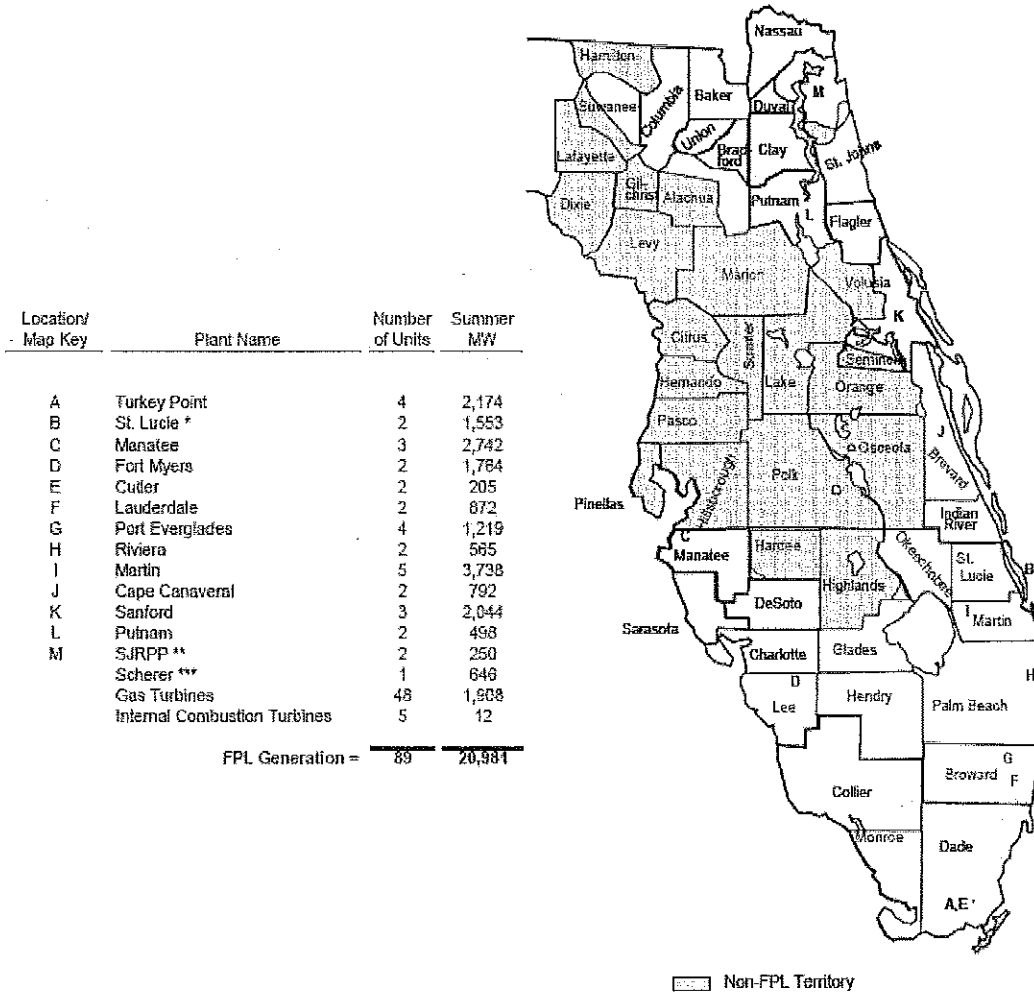 Location/ Map Key Plant Name Number of Units Summer MW
A Turkey Point 4 2,174
B St. Lucie * 2 1,553
C Manatee 3 2,742
D Fort Myers 2 1,764
E Cutler 2 205
F Lauderdale 2 872
G Port Everglades 4 1,219
H Riviera 2 565
I Martin 5 3,738
J Cape Canaveral 2 792
K Sanford 3 2,044
L Putnam 2 498
M SJRPP ** 2 250
Scherer *** 1 646
Gas Turbines 48 1,908
Internal Combustion Turbines 5 12
FPL Generation = 89 20,981
Nassau
Hamilton
Baker
Duval
M
Suwanee
Columbia
Union
Brad-
ford
Clay
St. Johns
Lafayette
Gil-
christ
Alachua
Putnam
L
Flagler
Dixie
Levy
Marion
Volusia
K
Citrus
Sumter
Lake
Seminole
Hernando
Orange
Pasco
Osceola
J
Brevard
Polk
Hillsborough
Pinellas
Indian
River
C
Manatee
Hardee
Highlands
Okeechobee
St.
Lucie
B
DeSoto
I Martin
Sarasota
Charlotte
Glades
D
Lee
Hendry
Palm Beach
H
Broward
G
F
Collier
Monroe
Dade
A,E
Non-FPL Territory